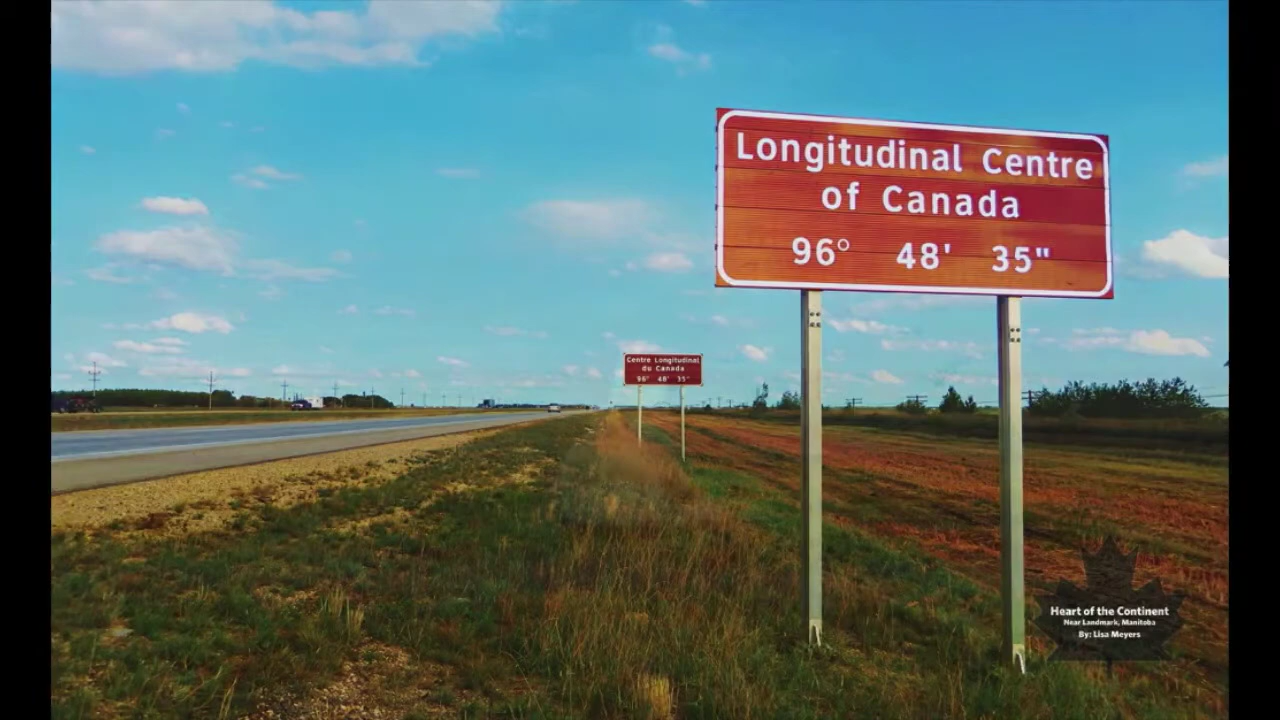 Longitudinal Centre
of Canada
96° 48' 35"
Centre Longitudinal
du Canada
96° 48' 35"
Heart of the Continent
Near Landmark, Manitoba
By: Lisa Meyers